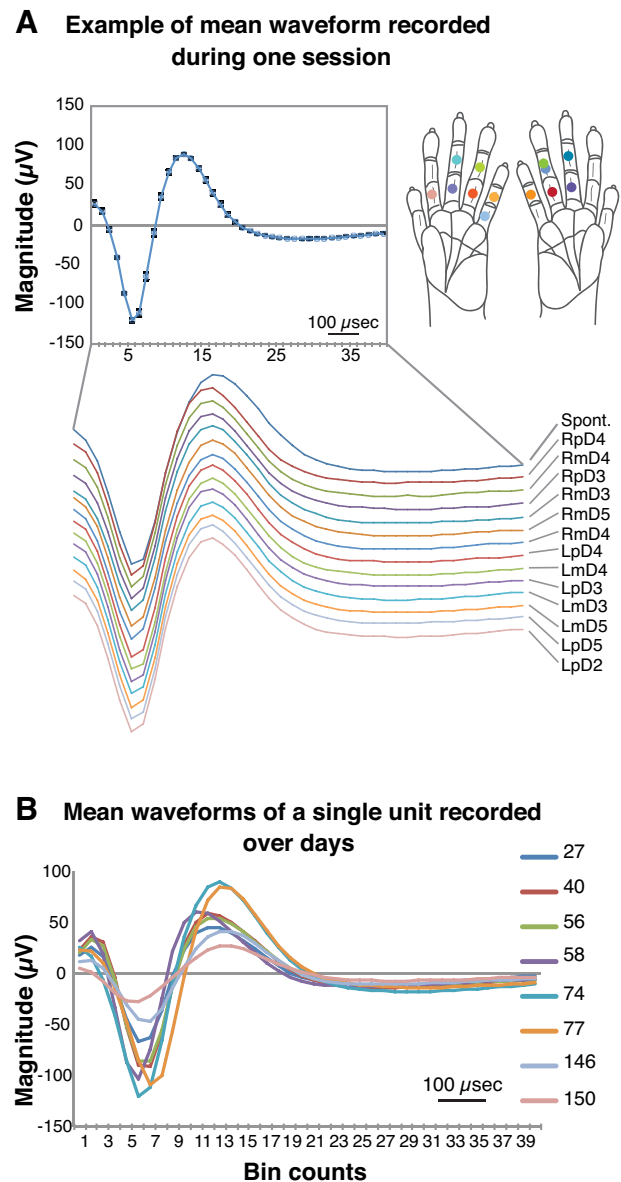 A Example of mean waveform recorded
during one session
Magnitude (µV)
150
100
50
0
-50
-100
-150
100 µsec
5 15 25 35
Spont.
RpD4
RmD4
RpD3
RmD3
RmD5
RmD4
LpD4
LmD4
LpD3
LmD3
LmD5
LpD5
LpD2
B Mean waveforms of a single unit recorded
over days
Magnitude (µV)
100
50
0
-50
-100
-150
27
40
56
58
74
77
146
150
100 µsec
1 3 5 7 9 11 13 15 17 19 21 23 25 27 29 31 33 35 37 39
Bin counts